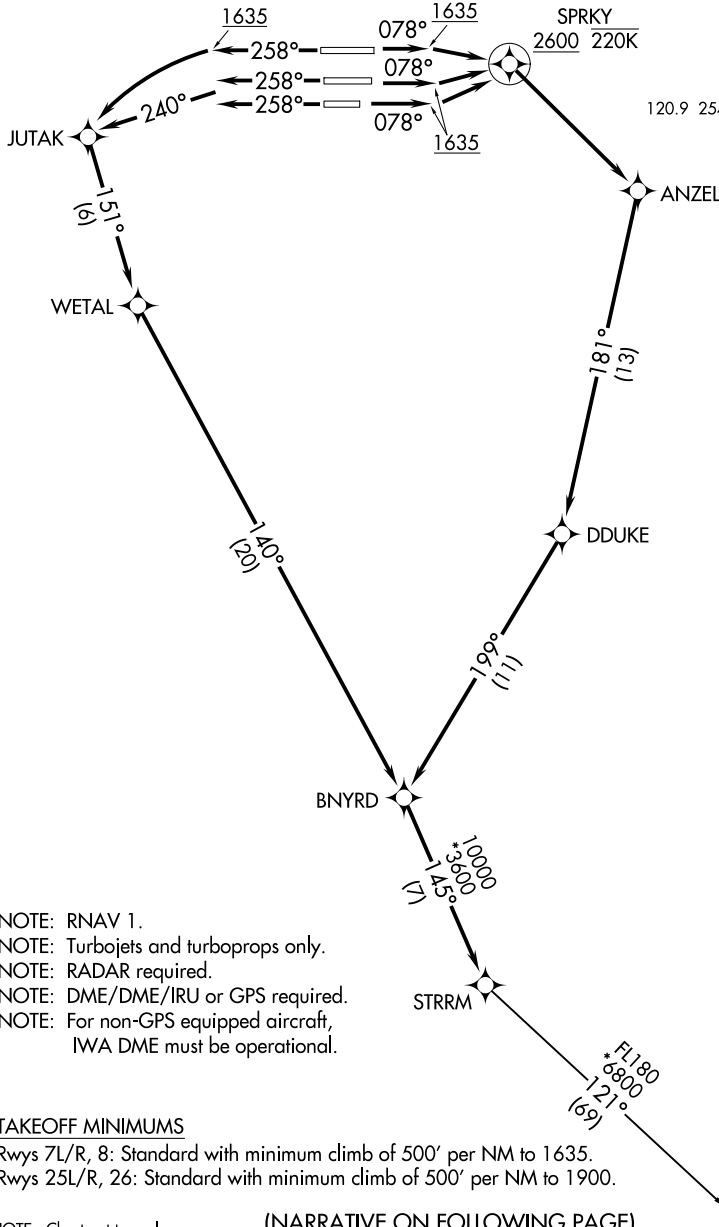 1635
1635
SPRKY
2600 220K
078°
258°
078°
258°
258°
078°
1635
240°
120.9
JUTAK
ANZEL
151°
(6)
WETAL
181°
(13)
DDUKE
140°
(20)
199°
(11)
BNYRD
10000
*3600
145°
(7)
NOTE: RNAV 1.
NOTE: Turbojets and turboprops only.
NOTE: RADAR required.
NOTE: DME/DME/IRU or GPS required.
NOTE: For non-GPS equipped aircraft,
IWA DME must be operational.
STRRM
FL180
*6800
121°
(69)
TAKEOFF MINIMUMS
Rwys 7L/R, 8: Standard with minimum climb of 500' per NM to 1635.
Rwys 25L/R, 26: Standard with minimum climb of 500' per NM to 1900.
(NARRATIVE ON FOLLOWING PAGE)